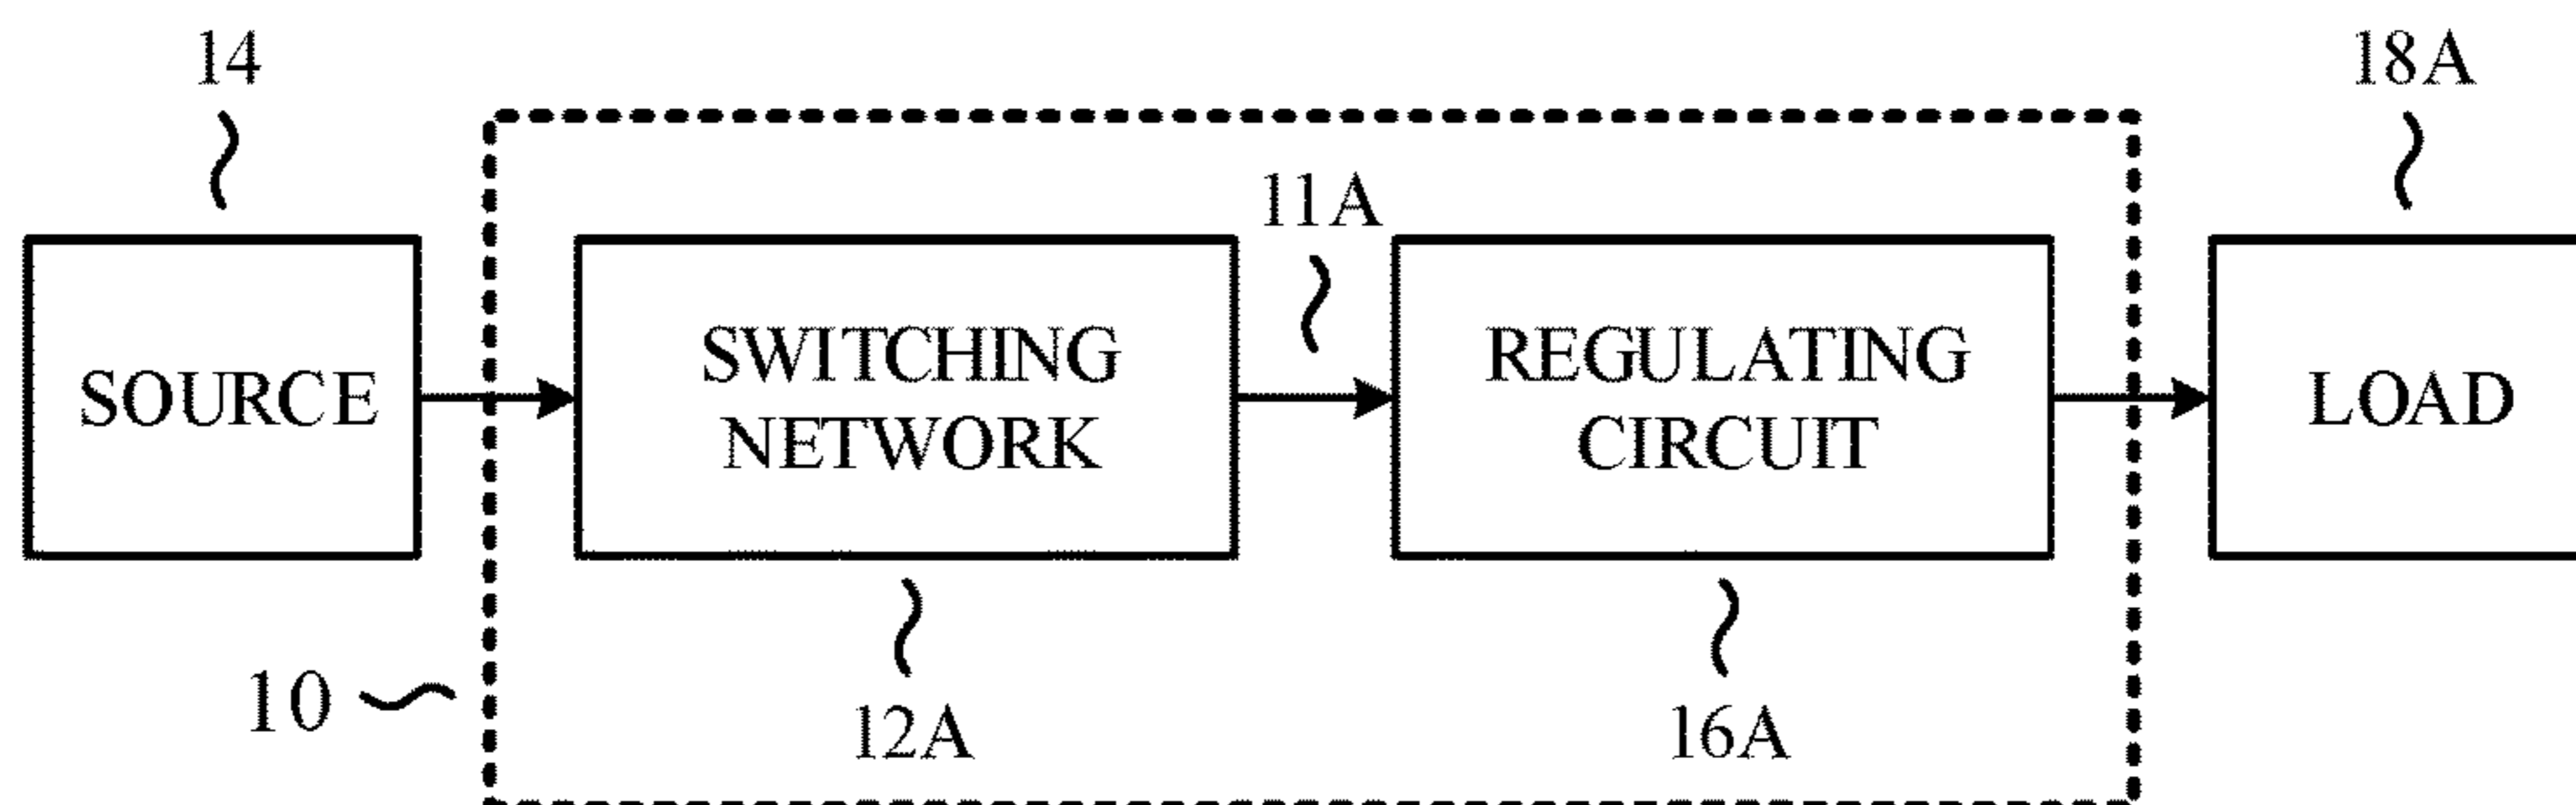 14
18A
11A
SOURCE
SWITCHING
NETWORK
REGULATING
CIRCUIT
LOAD
10
12A
16A